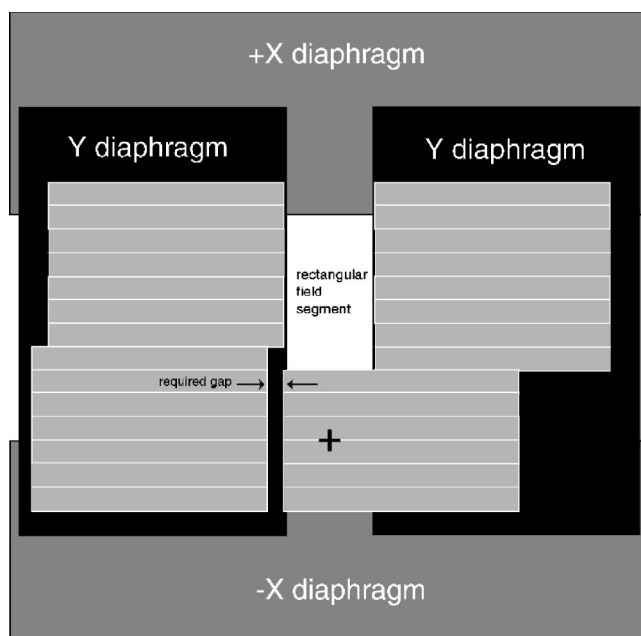 +X diaphragm
Y diaphragm
Y diaphragm
rectangular
field
segment
required gap
-X diaphragm